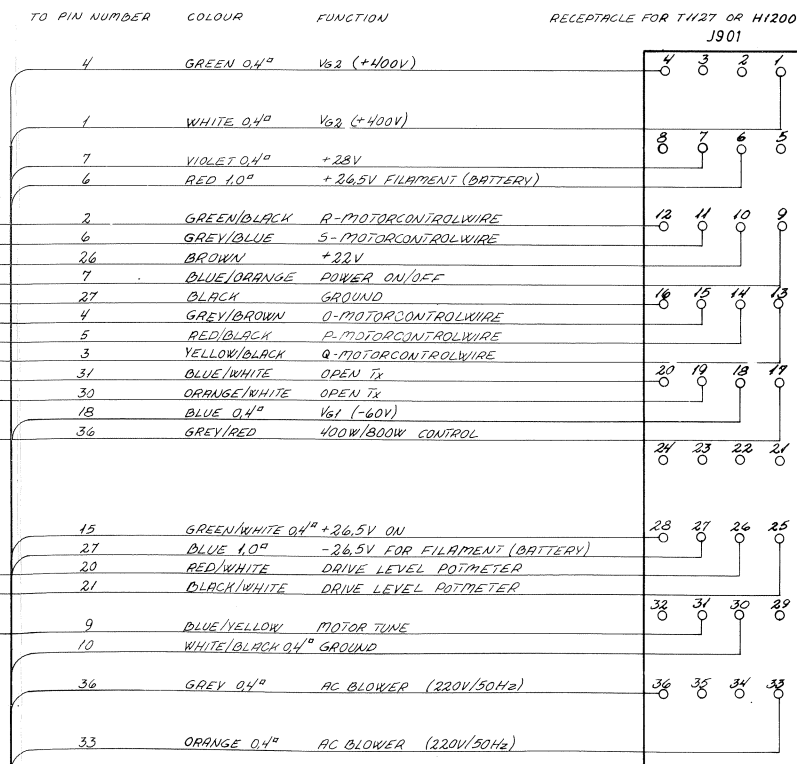 TO PIN NUMBER COLOUR FUNCTION RECEPTACLE FOR T1127 OR H1200
J901
4 GREEN 0,4¤ VG2 (+400V) 4 3 2 1
1 WHITE 0,4¤ VG2 (+400V)
8 7 6 5
7 VIOLET 0,4¤ +28V
6 RED 1,0¤ +26,5V FILAMENT (BATTERY)
2 GREEN/BLACK R-MOTORCONTROLWIRE 12 11 10 9
6 GREY/BLUE S-MOTORCONTROLWIRE
26 BROWN +22V
7 BLUE/ORANGE POWER ON/OFF
27 BLACK GROUND 16 15 14 13
4 GREY/BROWN O-MOTORCONTROLWIRE
5 RED/BLACK P-MOTORCONTROLWIRE
3 YELLOW/BLACK Q-MOTORCONTROLWIRE
31 BLUE/WHITE OPEN Tx 20 19 18 17
30 ORANGE/WHITE OPEN Tx
18 BLUE 0,4¤ VG1 (-60V)
36 GREY/RED 400W/800W CONTROL
24 23 22 21
15 GREEN/WHITE 0,4¤ +26,5V ON 28 27 26 25
27 BLUE 1,0¤ -26,5V FOR FILAMENT (BATTERY)
20 RED/WHITE DRIVE LEVEL POTMETER
21 BLACK/WHITE DRIVE LEVEL POTMETER
32 31 30 29
9 BLUE/YELLOW MOTOR TUNE
10 WHITE/BLACK 0,4¤ GROUND
36 GREY 0,4¤ AC BLOWER (220V/50Hz) 36 35 34 33
33 ORANGE 0,4¤ AC BLOWER (220V/50Hz)